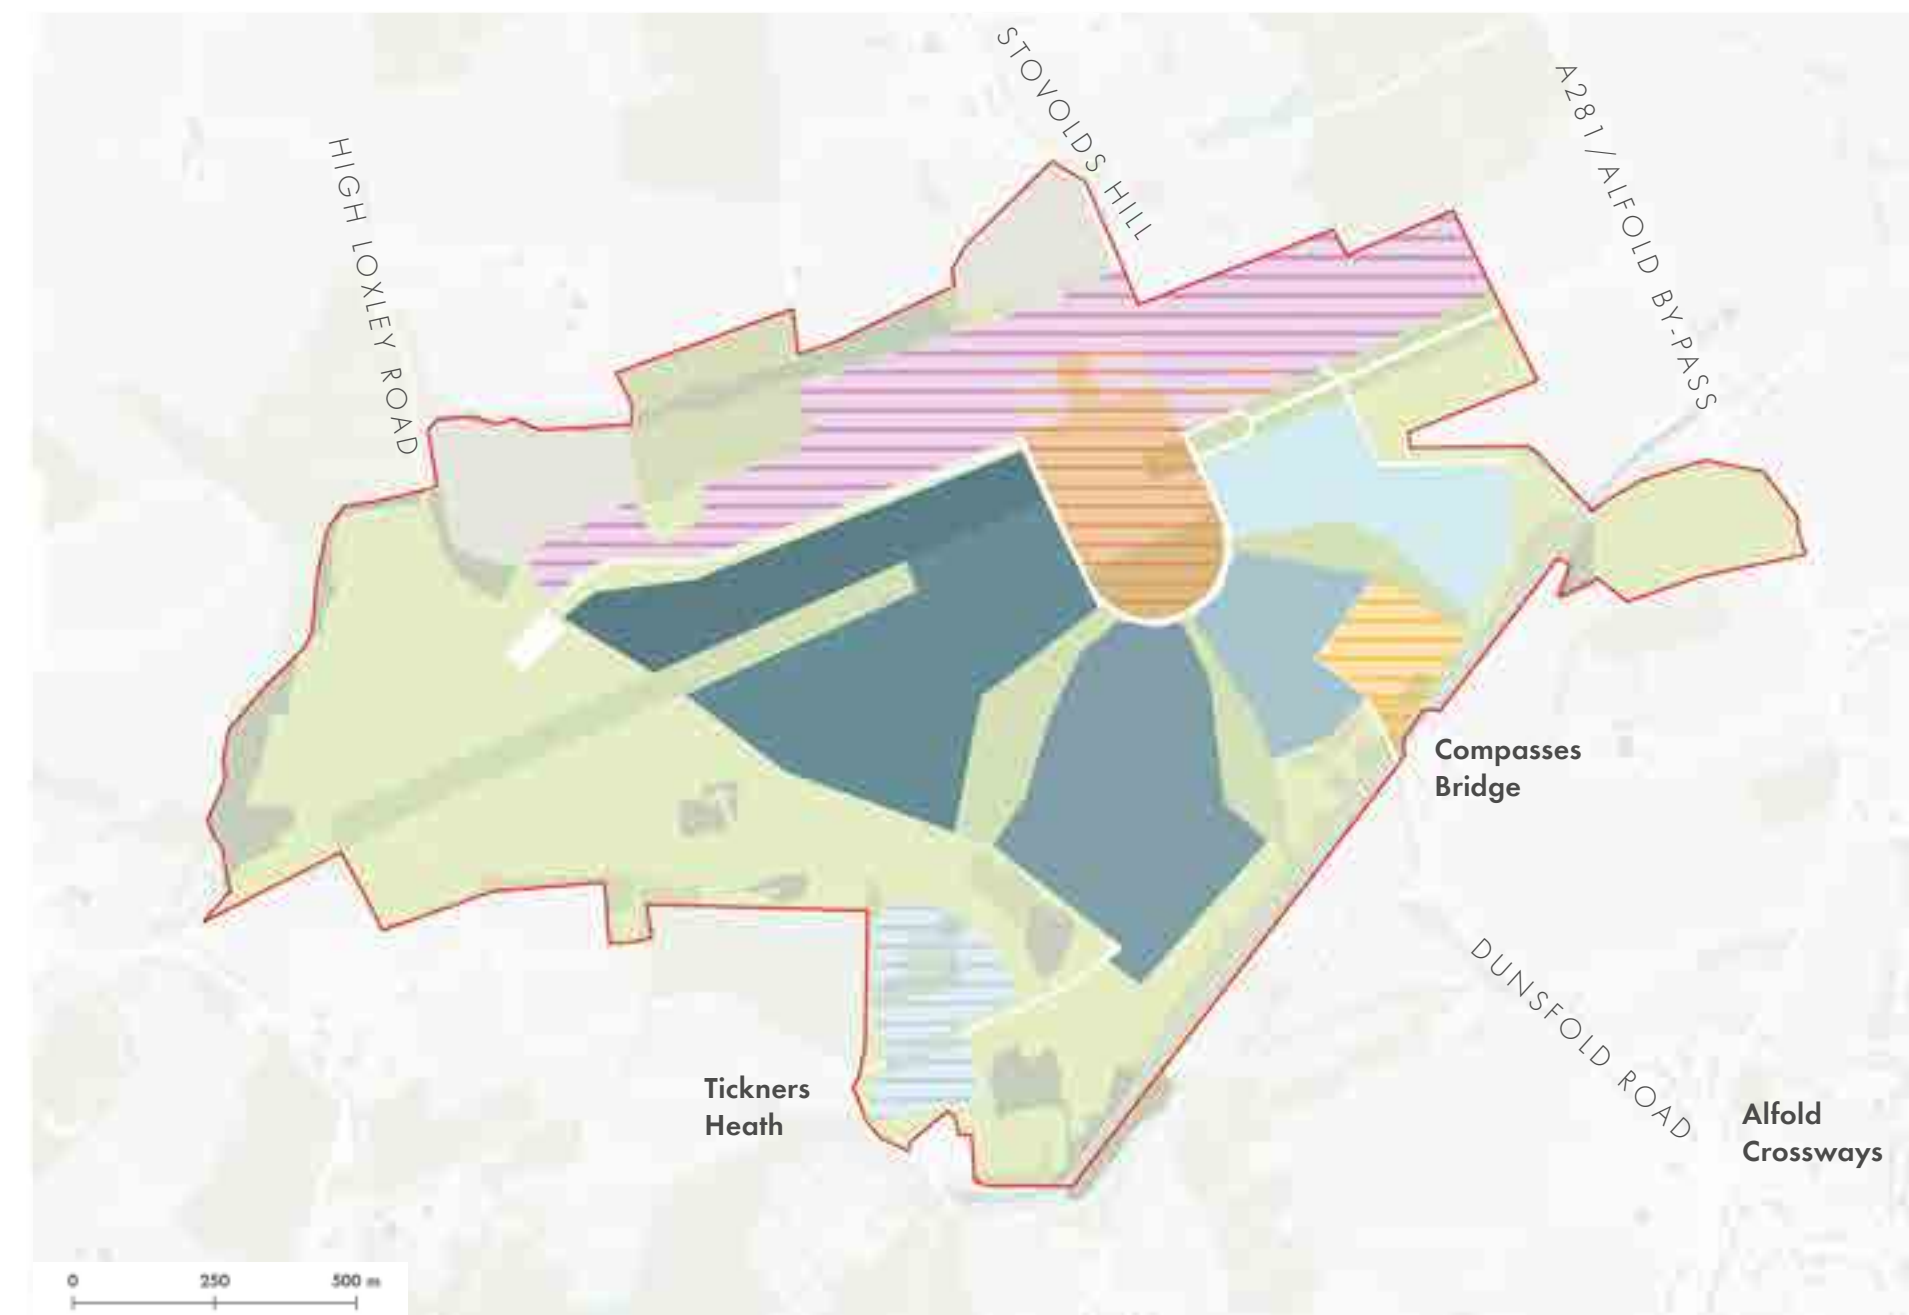 STOVOLDS HILL
A281 / ALFOLD BY-PASS
HIGH LOXLEY ROAD
Compasses
Bridge
DUNSFOLD ROAD
Tickners
Heath
Alfold
Crossways
0 250 500 m